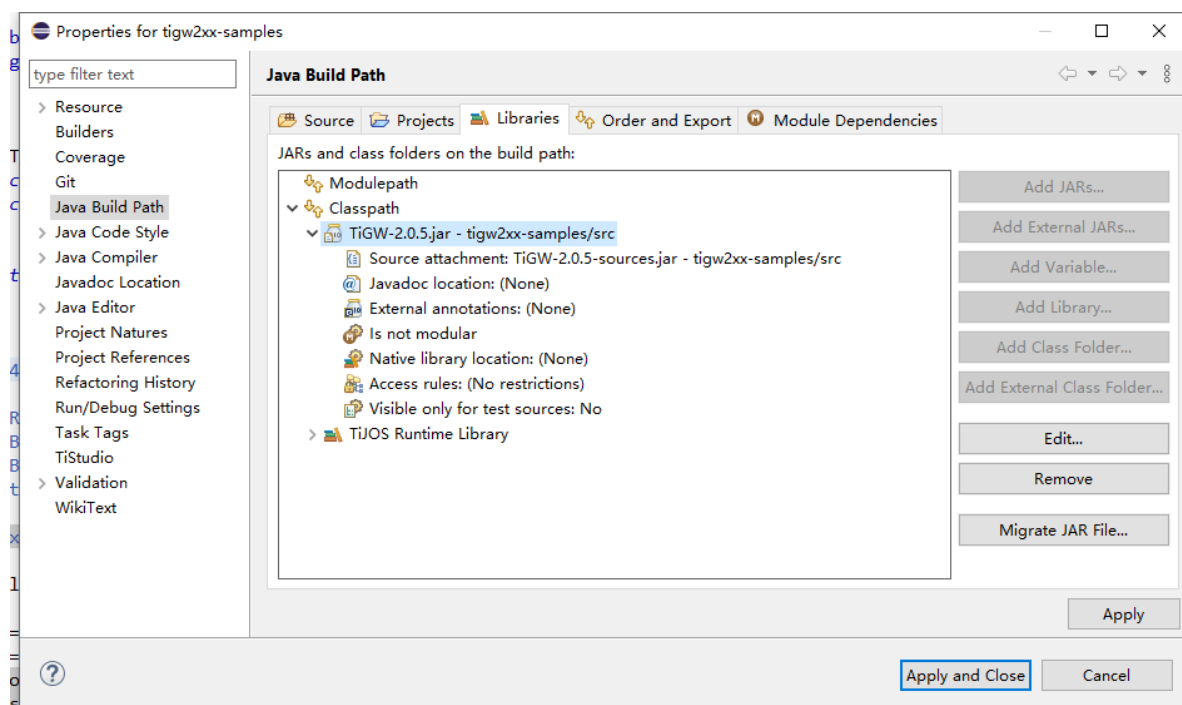 Properties for tigw2xx-samples
type filter text
Resource
Builders
Coverage
Git
Java Build Path
Java Code Style
Java Compiler
Javadoc Location
Java Editor
Project Natures
Project References
Refactoring History
Run/Debug Settings
Task Tags
TiStudio
Validation
WikiText
Java Build Path
Source Projects Libraries Order and Export Module Dependencies
JARs and class folders on the build path:
Modulepath
Classpath
TiGW-2.0.5.jar - tigw2xx-samples/src
Source attachment: TiGW-2.0.5-sources.jar - tigw2xx-samples/src
Javadoc location: (None)
External annotations: (None)
Is not modular
Native library location: (None)
Access rules: (No restrictions)
Visible only for test sources: No
TiJOS Runtime Library
Add JARs...
Add External JARs...
Add Variable...
Add Library...
Add Class Folder...
Add External Class Folder...
Edit...
Remove
Migrate JAR File...
Apply
Apply and Close
Cancel